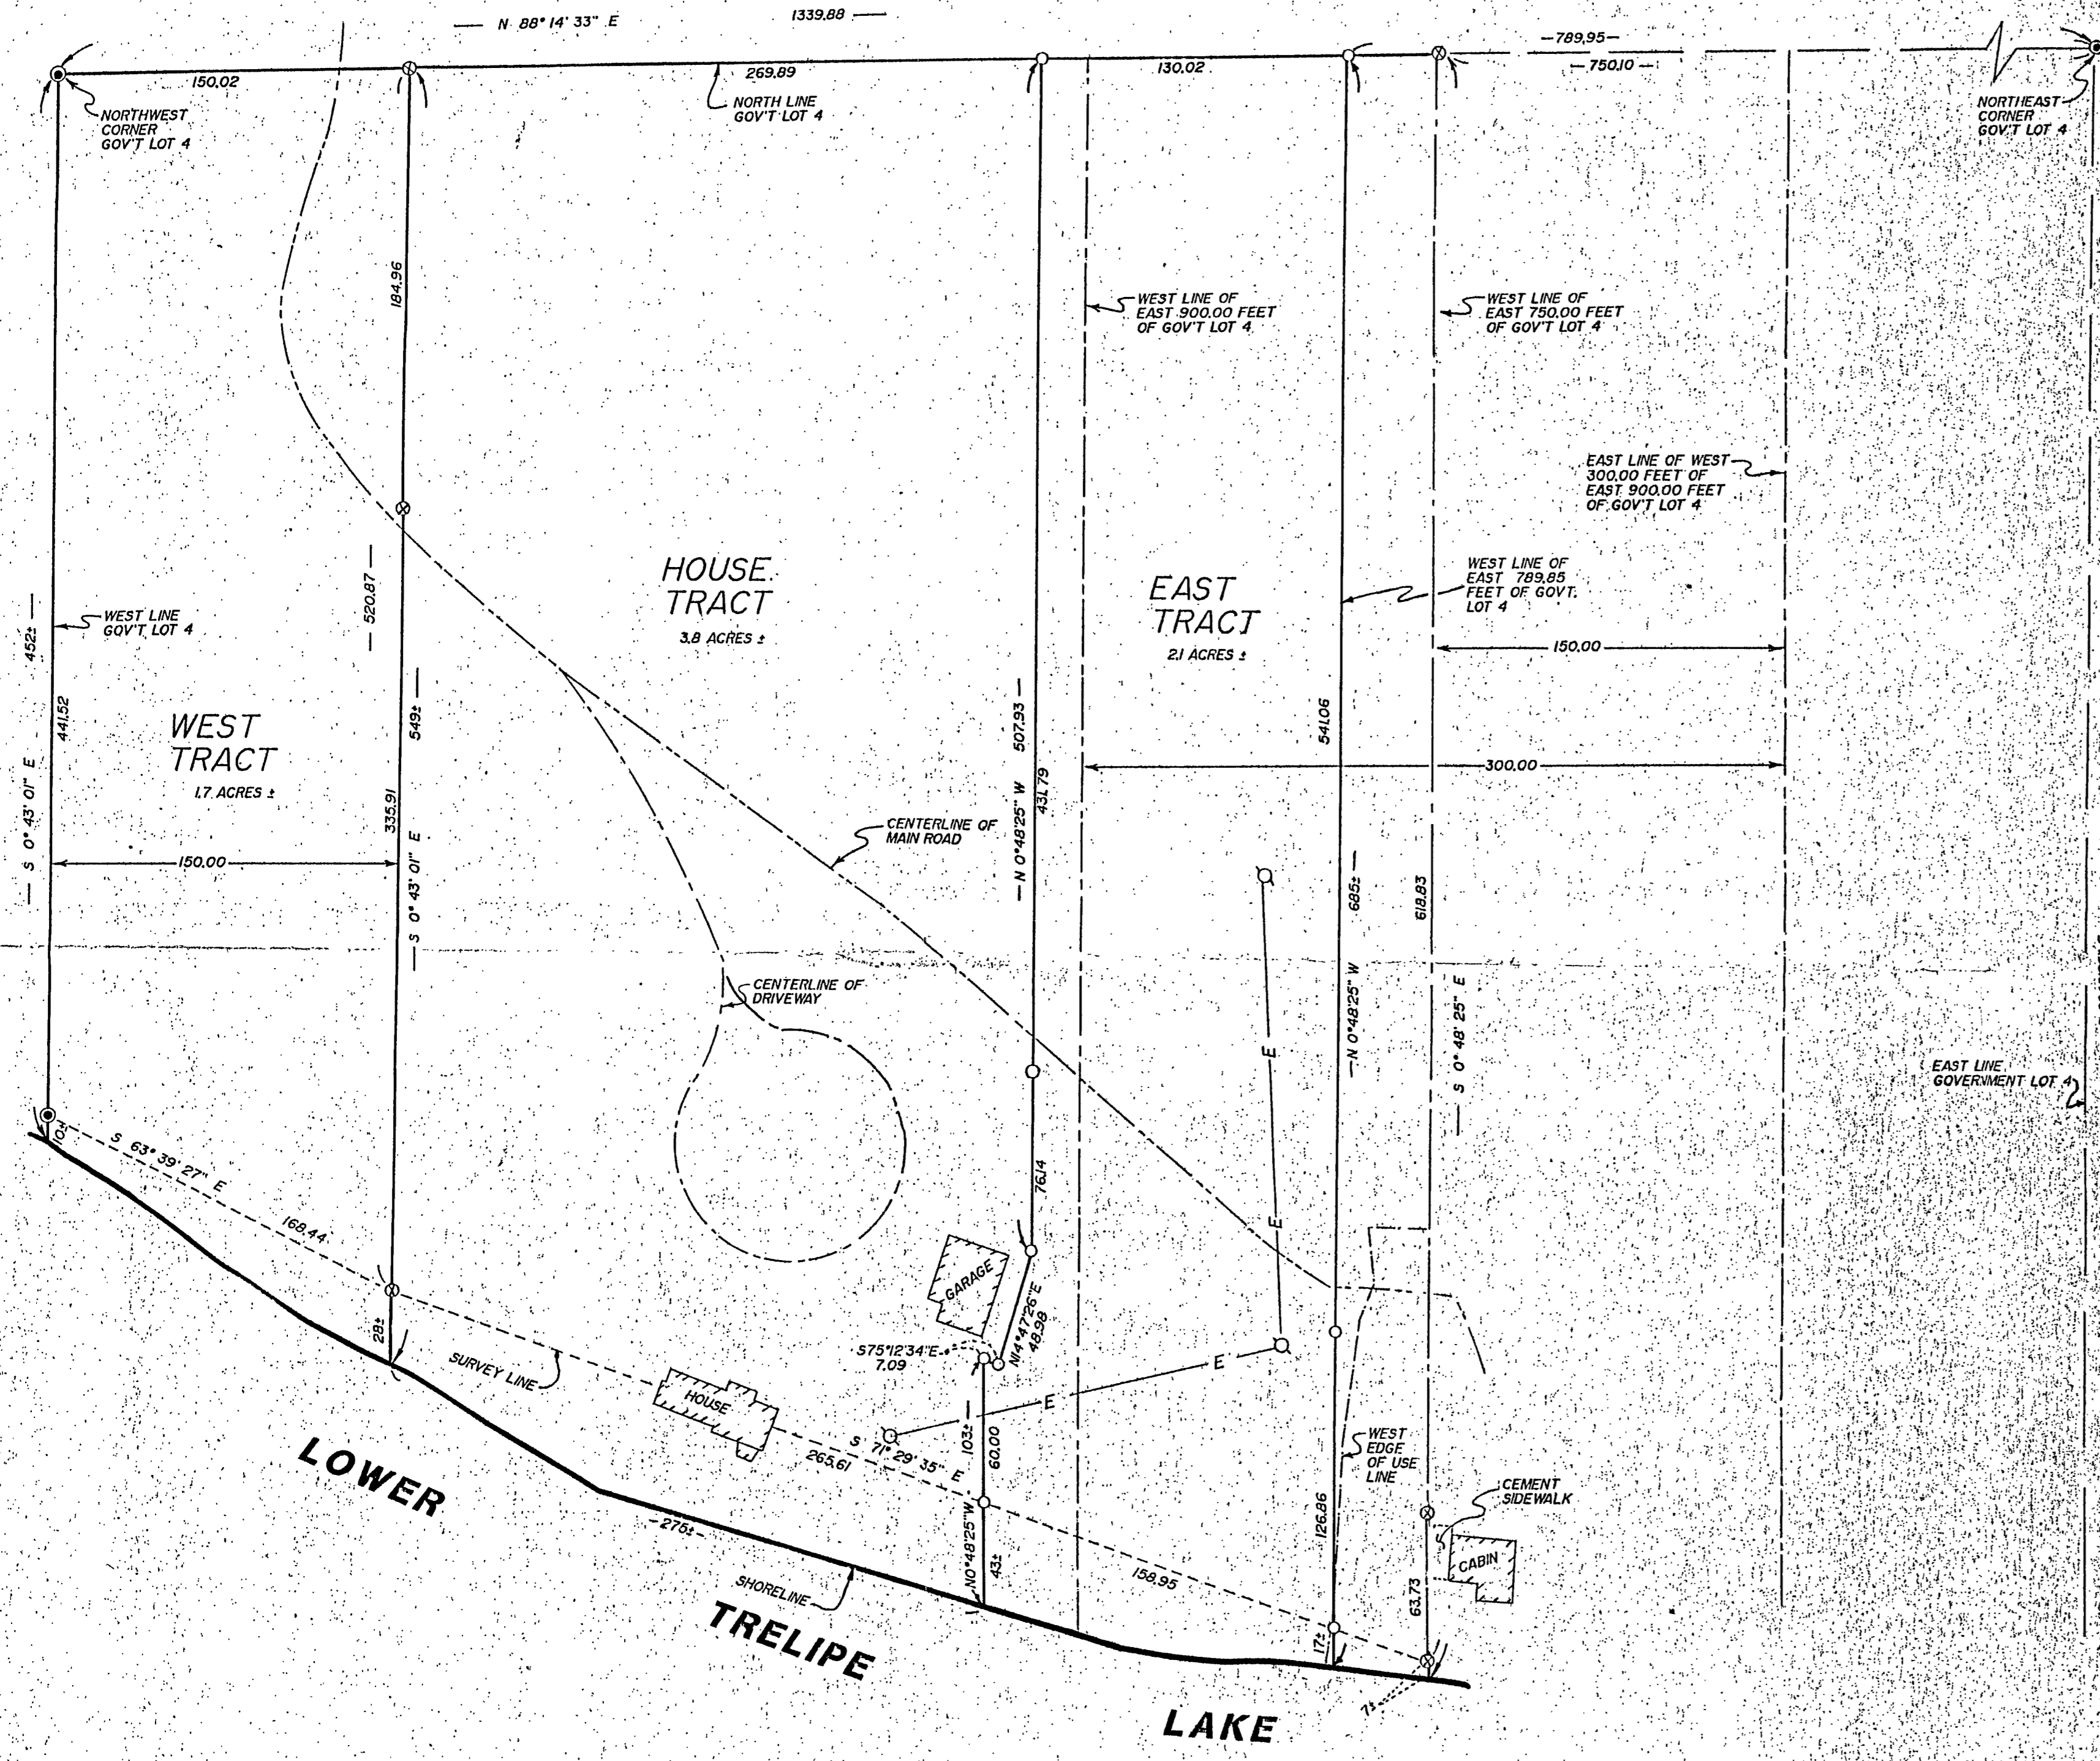 N 88° 14' 33" E
1339.88
789.95
150.02
269.89
130.02
750.10
NORTHWEST
CORNER
GOV'T LOT 4
NORTH LINE
GOV'T LOT 4
NORTHEAST
CORNER
GOV'T LOT 4
184.96
WEST LINE OF
EAST 900.00 FEET
OF GOV'T LOT 4
WEST LINE OF
EAST 750.00 FEET
OF GOV'T LOT 4
EAST LINE OF WEST
300.00 FEET OF
EAST 900.00 FEET
OF GOV'T LOT 4
HOUSE
TRACT
3.8 ACRES ±
EAST
TRACT
2.1 ACRES ±
WEST LINE OF
EAST 789.85
FEET OF GOVT.
LOT 4
520.87
452±
WEST LINE
GOV'T LOT 4
150.00
441.52
WEST
TRACT
1.7 ACRES ±
549±
507.93
541.06
300.00
S 0° 43' 01" E
335.91
431.79
N 0°48'25" W
CENTERLINE OF
MAIN ROAD
150.00
S 0° 43' 01" E
685±
618.83
CENTERLINE OF
DRIVEWAY
N 0°48'25" W
S 0° 48' 25" E
E
EAST LINE
GOVERNMENT LOT 4
10±
S 63° 39' 27" E
168.44
76.14
E
GARAGE
N14°47'26"E
48.98
28±
S75°12'34"E
7.09
SURVEY LINE
HOUSE
E
E
103±
60.00
S 71° 29' 35" E
265.61
WEST
EDGE
OF USE
LINE
CEMENT
SIDEWALK
LOWER
275±
N0°48'25"W
43±
126.86
CABIN
158.95
63.73
SHORELINE
TRELIPE
17±
7±
LAKE